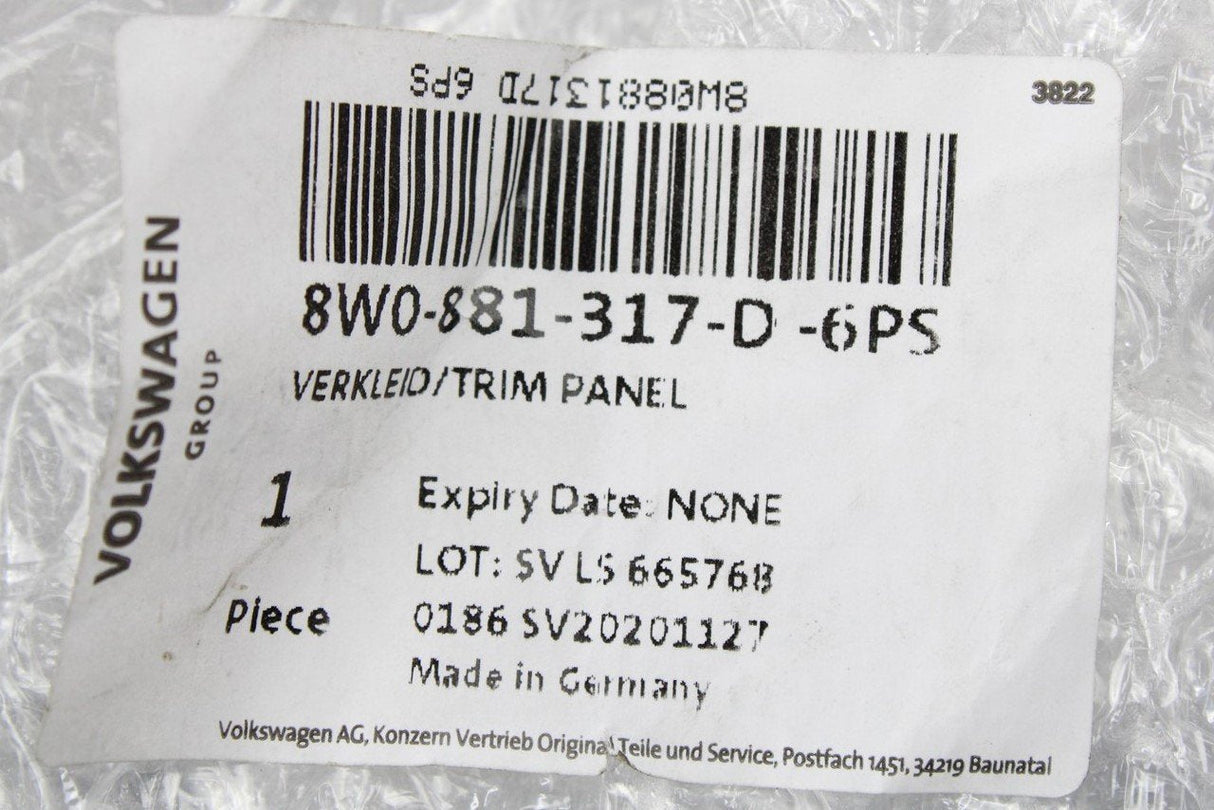 8W0881317D 6PS
3822
8W0-881-317-D -6PS
VERKLEID/TRIM PANEL
VOLKSWAGEN
GROUP
1
Expiry Date: NONE
LOT: SV LS 665768
Piece
0186 SV20201127
Made in Germany
Volkswagen AG, Konzern Vertrieb Original Teile und Service, Postfach 1451, 34219 Baunatal